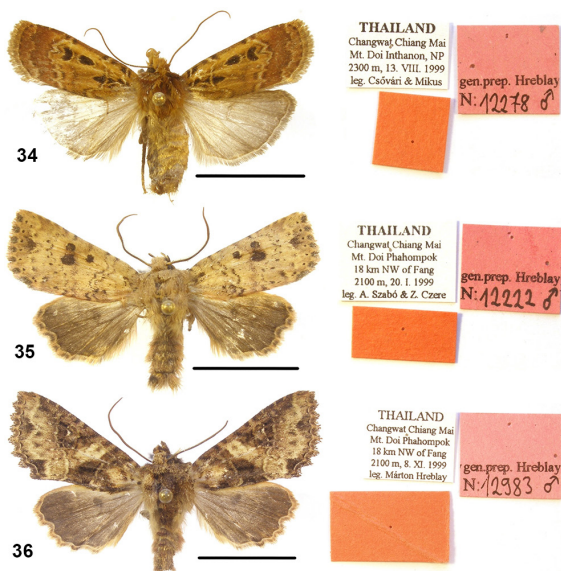 THAILAND
Changwat Chiang Mai
Mt. Doi Inthanon, NP
2300 m, 13. VIII. 1999
leg. Csővári & Mikus
gen.prep. Hreblay
N: 12278 ♂
34
THAILAND
Changwat Chiang Mai
Mt. Doi Phahompok
18 km NW of Fang
2100 m, 20. I. 1999
leg. A. Szabó & Z. Czere
gen.prep. Hreblay
N: 12222 ♂
35
THAILAND
Changwat Chiang Mai
Mt. Doi Phahompok
18 km NW of Fang
2100 m, 8. XI. 1999
leg. Márton Hreblay
gen.prep. Hreblay
N: 12983 ♂
36